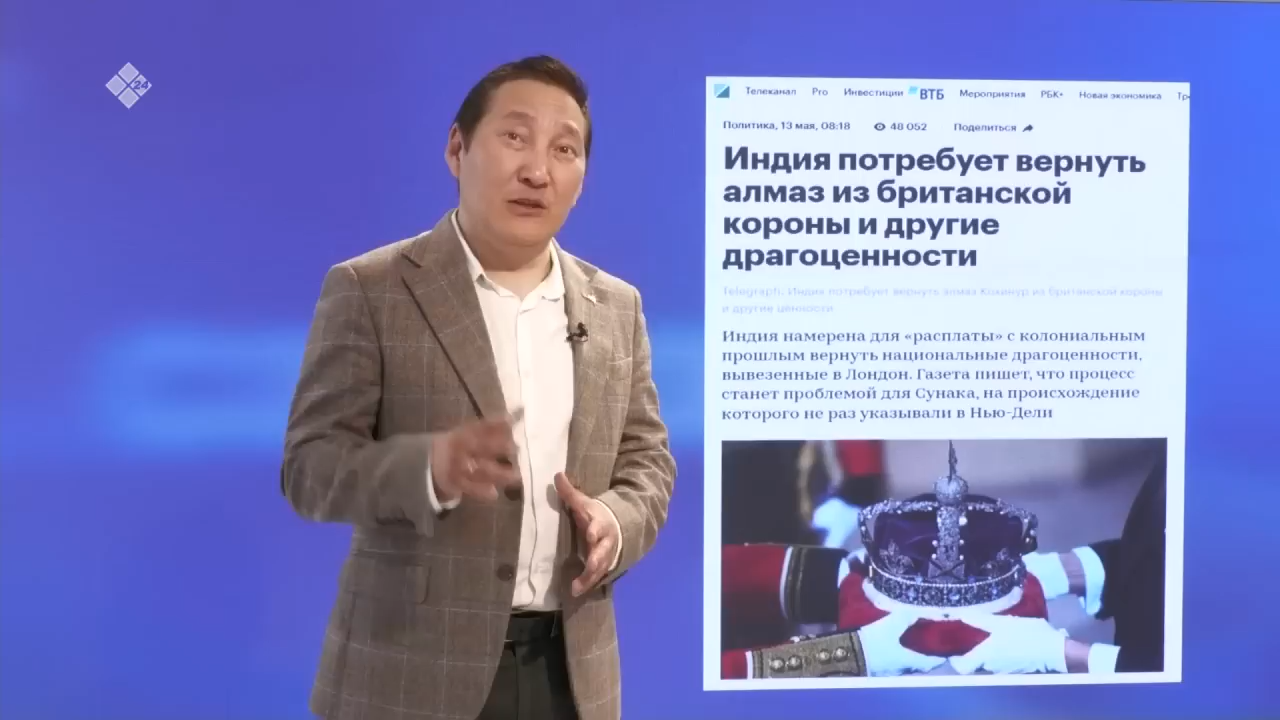 24
Телеканал Pro Инвестиции ВТБ Мероприятия РБК+ Новая экономика Тр
Политика, 13 мая, 08:18 48 052 Поделиться
Индия потребует вернуть
алмаз из британской
короны и другие
драгоценности
Telegraph: Индия потребует вернуть алмаз Кохинур из британской короны
и другие ценности
Индия намерена для «расплаты» с колониальным
прошлым вернуть национальные драгоценности,
вывезенные в Лондон. Газета пишет, что процесс
станет проблемой для Сунака, на происхождение
которого не раз указывали в Нью-Дели